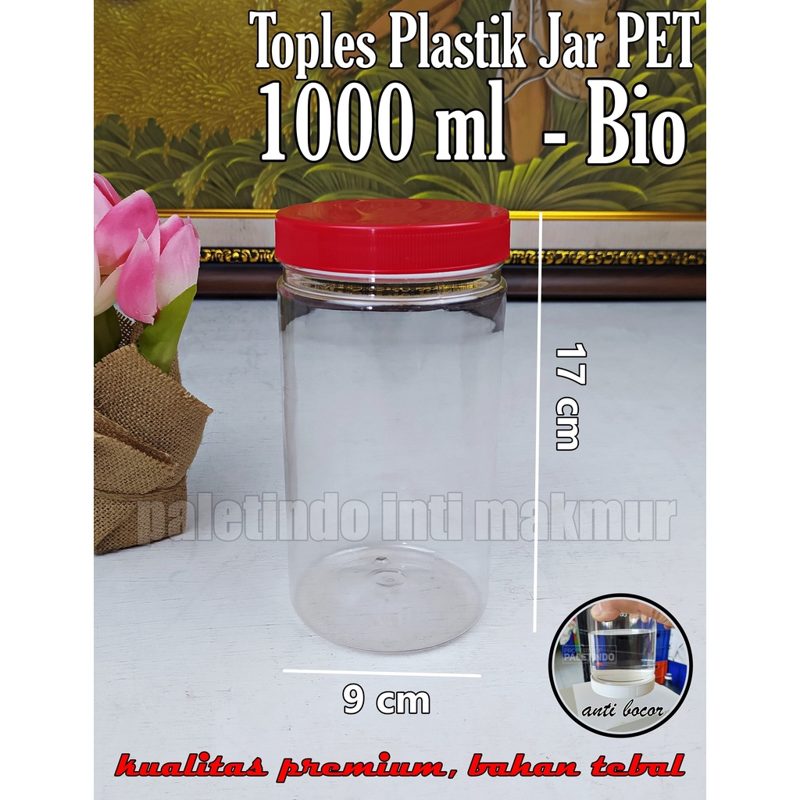 Toples Plastik Jar PET
1000 ml - Bio
17 cm
paletindo inti makmur
PALETINDO
anti bocor
9 cm
kualitas premium, bahan tebal